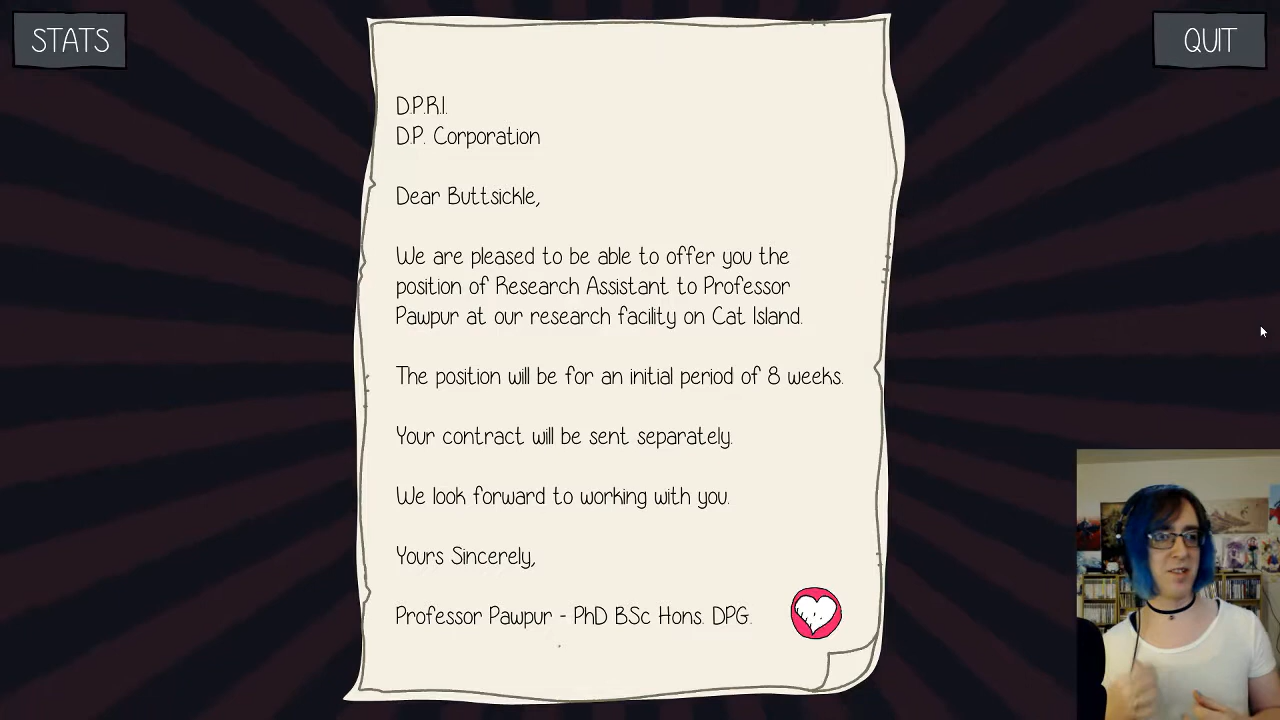 STATS
QUIT
D.P.R.I.
D.P. Corporation
Dear Buttsickle,
We are pleased to be able to offer you the
position of Research Assistant to Professor
Pawpur at our research facility on Cat Island.
The position will be for an initial period of 8 weeks.
Your contract will be sent separately.
We look forward to working with you.
Yours Sincerely,
Professor Pawpur - PhD BSc Hons. DPG.